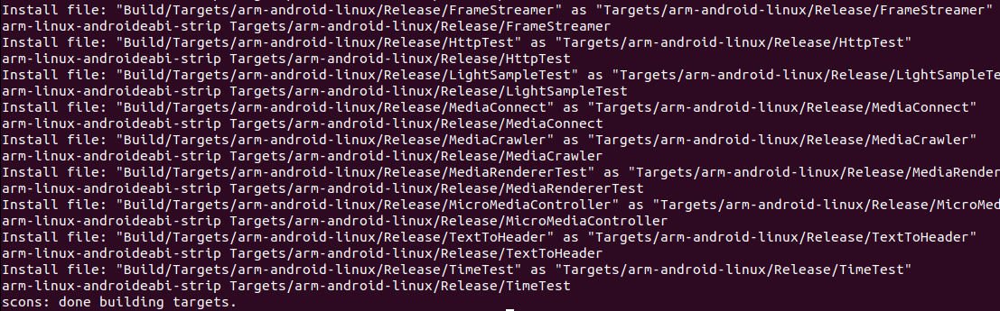 Install file: "Build/Targets/arm-android-linux/Release/FrameStreamer" as "Targets/arm-android-linux/Release/FrameStreamer"
arm-linux-androideabi-strip Targets/arm-android-linux/Release/FrameStreamer
Install file: "Build/Targets/arm-android-linux/Release/HttpTest" as "Targets/arm-android-linux/Release/HttpTest"
arm-linux-androideabi-strip Targets/arm-android-linux/Release/HttpTest
Install file: "Build/Targets/arm-android-linux/Release/LightSampleTest" as "Targets/arm-android-linux/Release/LightSampleTe
arm-linux-androideabi-strip Targets/arm-android-linux/Release/LightSampleTest
Install file: "Build/Targets/arm-android-linux/Release/MediaConnect" as "Targets/arm-android-linux/Release/MediaConnect"
arm-linux-androideabi-strip Targets/arm-android-linux/Release/MediaConnect
Install file: "Build/Targets/arm-android-linux/Release/MediaCrawler" as "Targets/arm-android-linux/Release/MediaCrawler"
arm-linux-androideabi-strip Targets/arm-android-linux/Release/MediaCrawler
Install file: "Build/Targets/arm-android-linux/Release/MediaRendererTest" as "Targets/arm-android-linux/Release/MediaRender
arm-linux-androideabi-strip Targets/arm-android-linux/Release/MediaRendererTest
Install file: "Build/Targets/arm-android-linux/Release/MicroMediaController" as "Targets/arm-android-linux/Release/MicroMed
arm-linux-androideabi-strip Targets/arm-android-linux/Release/MicroMediaController
Install file: "Build/Targets/arm-android-linux/Release/TextToHeader" as "Targets/arm-android-linux/Release/TextToHeader"
arm-linux-androideabi-strip Targets/arm-android-linux/Release/TextToHeader
Install file: "Build/Targets/arm-android-linux/Release/TimeTest" as "Targets/arm-android-linux/Release/TimeTest"
arm-linux-androideabi-strip Targets/arm-android-linux/Release/TimeTest
scons: done building targets.